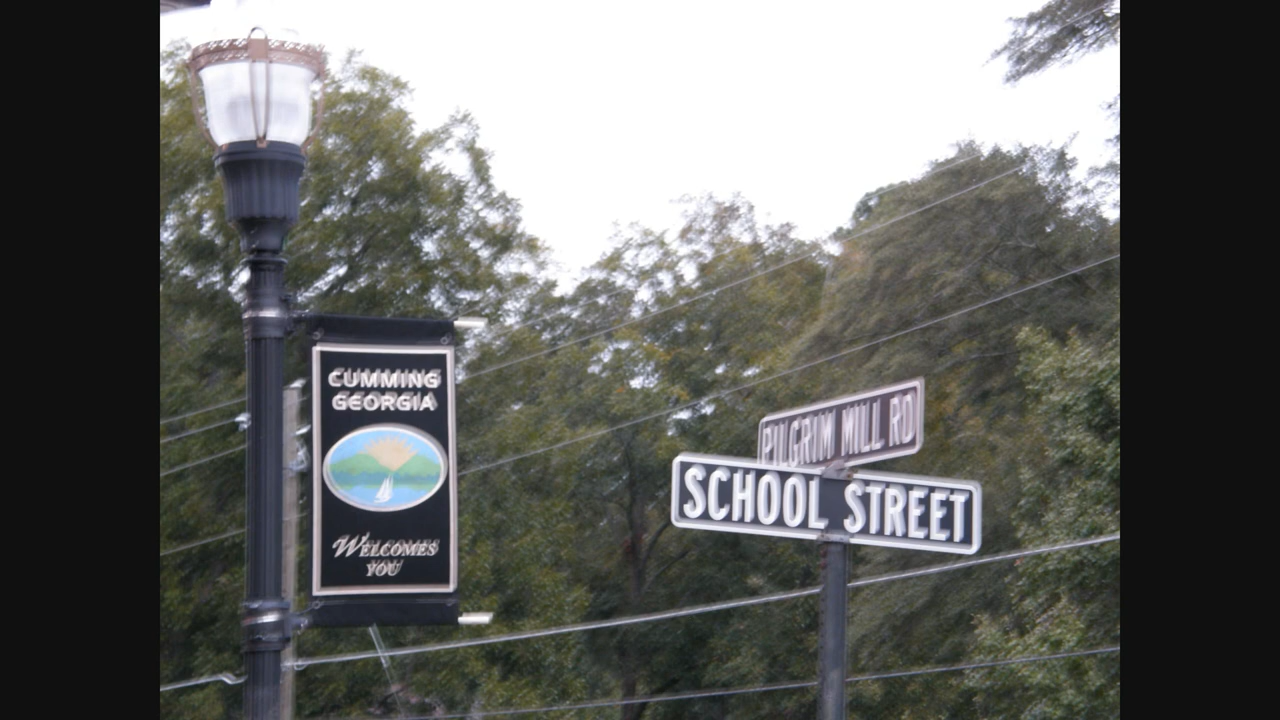 CUMMING
GEORGIA
WELCOMES
YOU
PILGRIM MILL RD
SCHOOL STREET